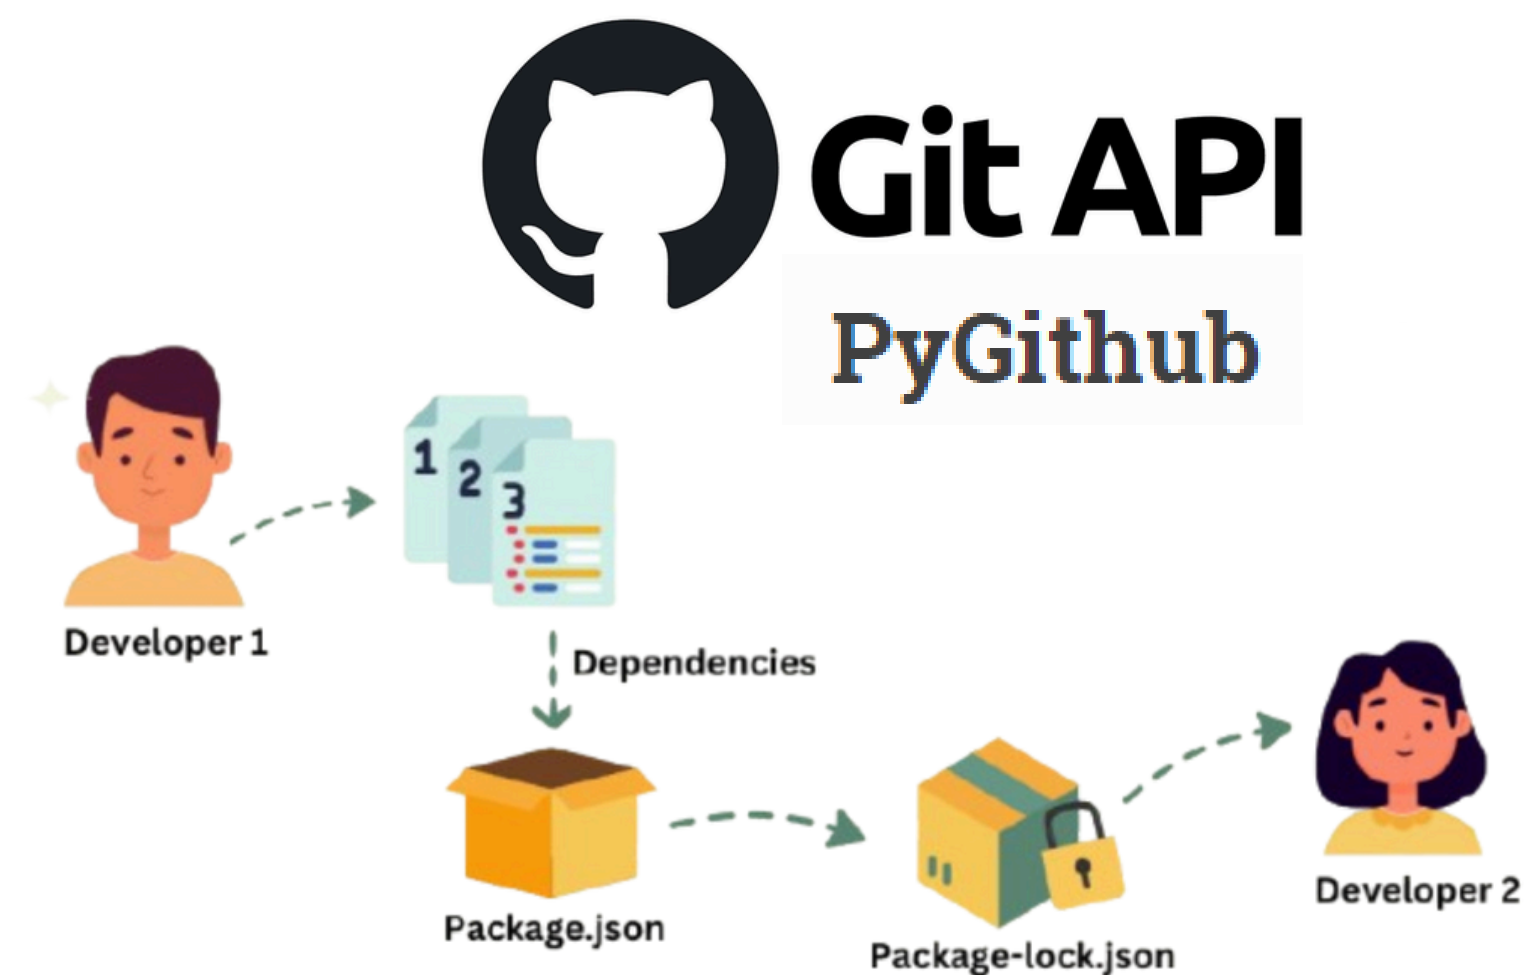 Git API
PyGithub
1
2
3
Developer 1
Dependencies
Package.json
Package-lock.json
Developer 2